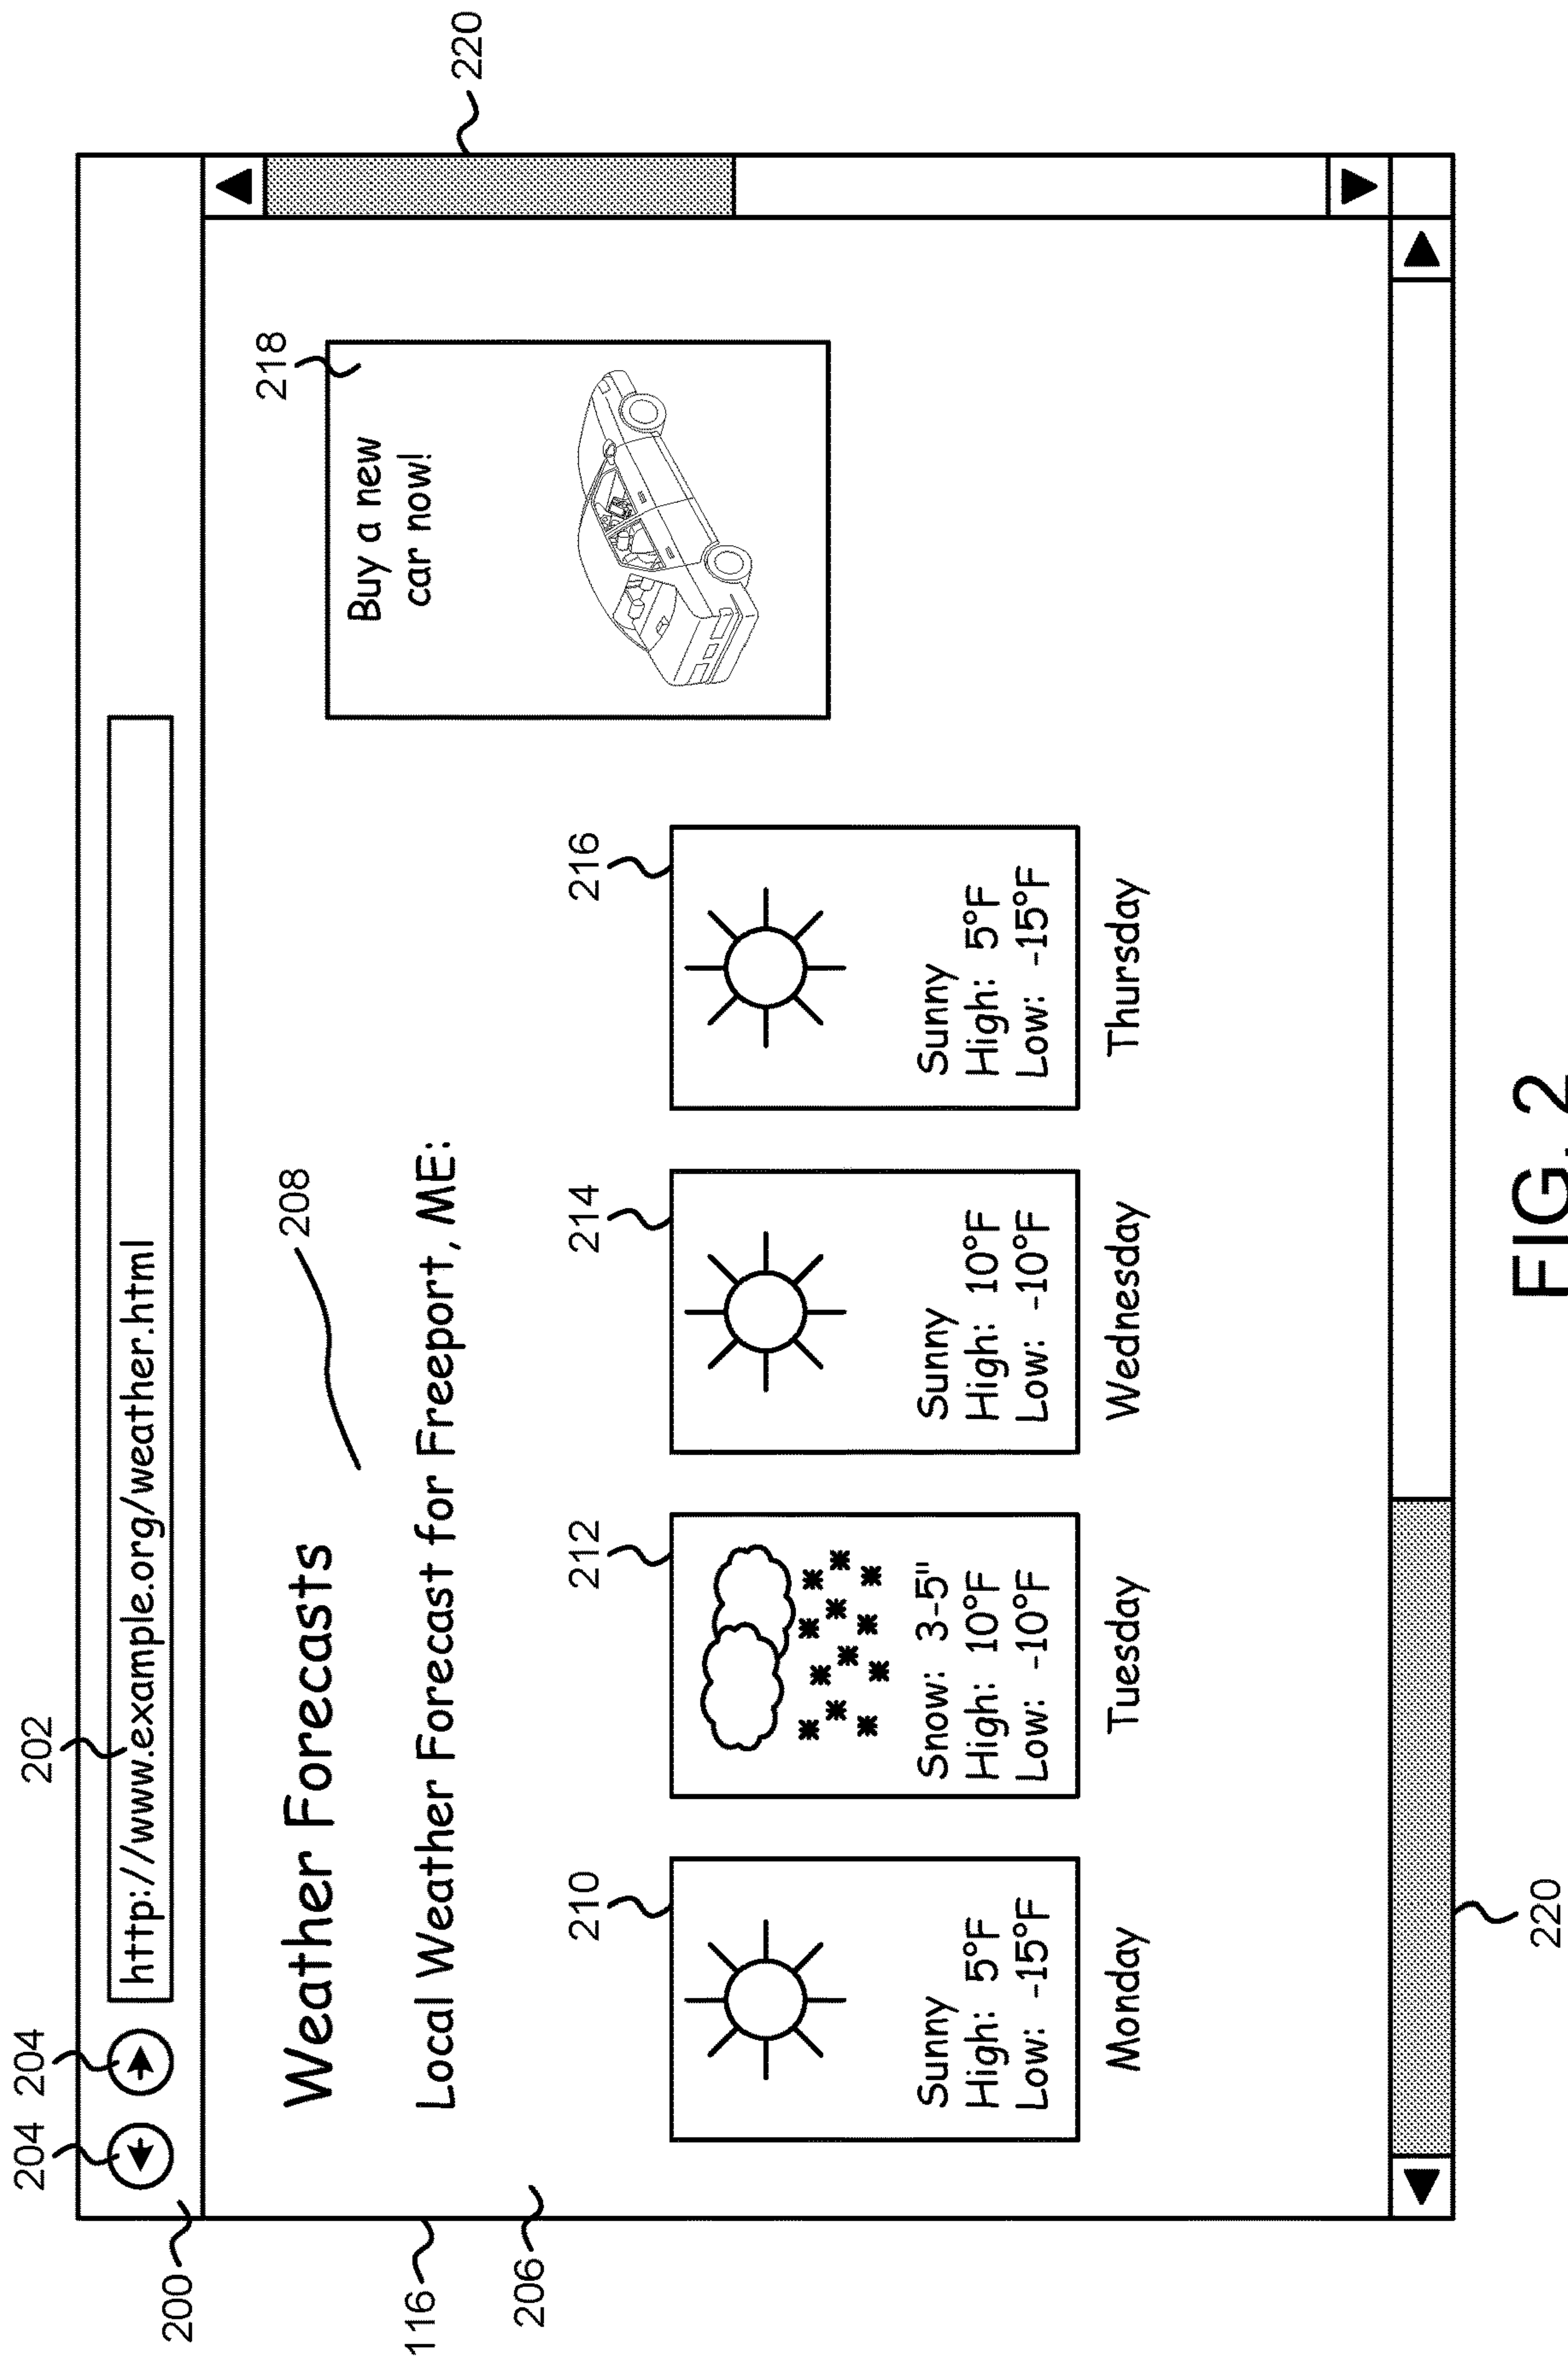 204
204
202
http://www.example.org/weather.html
220
200
116
206
Weather Forecasts
208
218
Buy a new
car now!
Local Weather Forecast for Freeport, ME:
210
212
214
216
Sunny
High: 5°F
Low: -15°F
Monday
Snow: 3-5"
High: 10°F
Low: -10°F
Tuesday
Sunny
High: 10°F
Low: -10°F
Wednesday
Sunny
High: 5°F
Low: -15°F
Thursday
220
FIG. 2